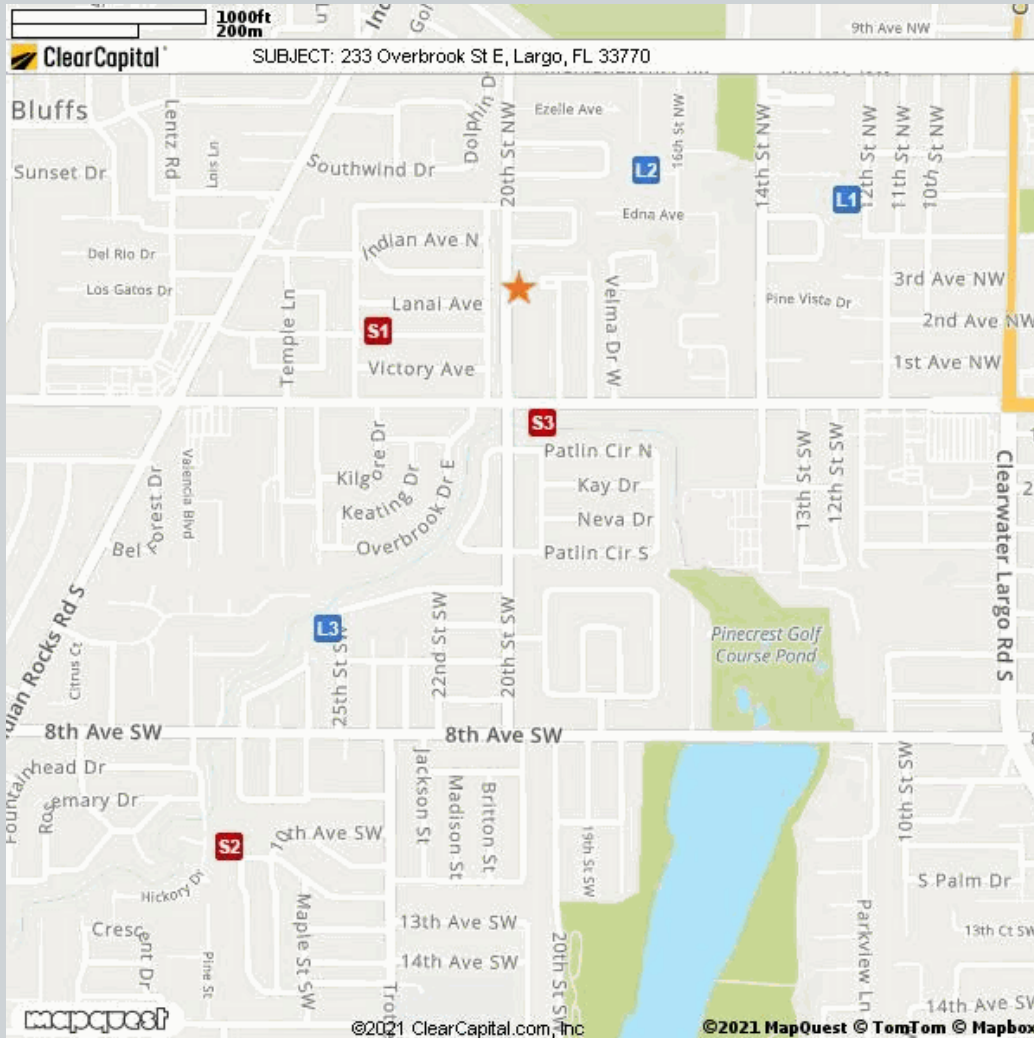 1000ft
200m
Ln
Inc
Gol
9th Ave NW
ClearCapital
SUBJECT: 233 Overbrook St E, Largo, FL 33770
Bluffs
Lentz Rd
Lois Ln
Dolphin D
20th St NW
Ezelle Ave
16th St NW
14th St NW
12th St NW
11th St NW
10th St NW
Sunset Dr
Southwind Dr
L2
L1
Edna Ave
Indian Ave N
Del Rio Dr
Los Gatos Dr
Temple Ln
Lanai Ave
Velma Dr W
Pine Vista Dr
3rd Ave NW
2nd Ave NW
1st Ave NW
S1
Victory Ave
S3
Patlin Cir N
Kilgore Dr
Keating Dr
Overbrook Dr E
Kay Dr
Neva Dr
Patlin Cir S
13th St SW
12th St SW
Valencia Blvd
Bel Forest Dr
Clearwater Largo Rd S
Indian Rocks Rd S
Citrus Ct
L3
25th St SW
22nd St SW
20th St SW
Pinecrest Golf
Course Pond
8th Ave SW
8th Ave SW
Fountain
head Dr
Rosemary Dr
Jackson St
Madison St
Britton St
10th St SW
S2
10th Ave SW
19th St SW
Hickory Dr
S Palm Dr
Crescent Dr
Pine St
Maple St SW
13th Ave SW
14th Ave SW
20th St SW
Parkview Ln
13th Ct SW
14th Ave SW
Trott
mapquest
©2021 ClearCapital.com, Inc
©2021 MapQuest © TomTom © Mapbox